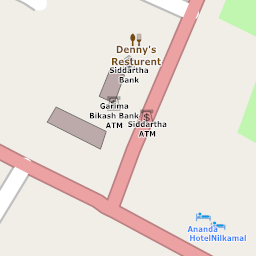 Denny's
Resturent
Siddartha
Bank
Garima
Bikash Bank
ATM
Siddartha
ATM
Ananda
HotelNilkamal